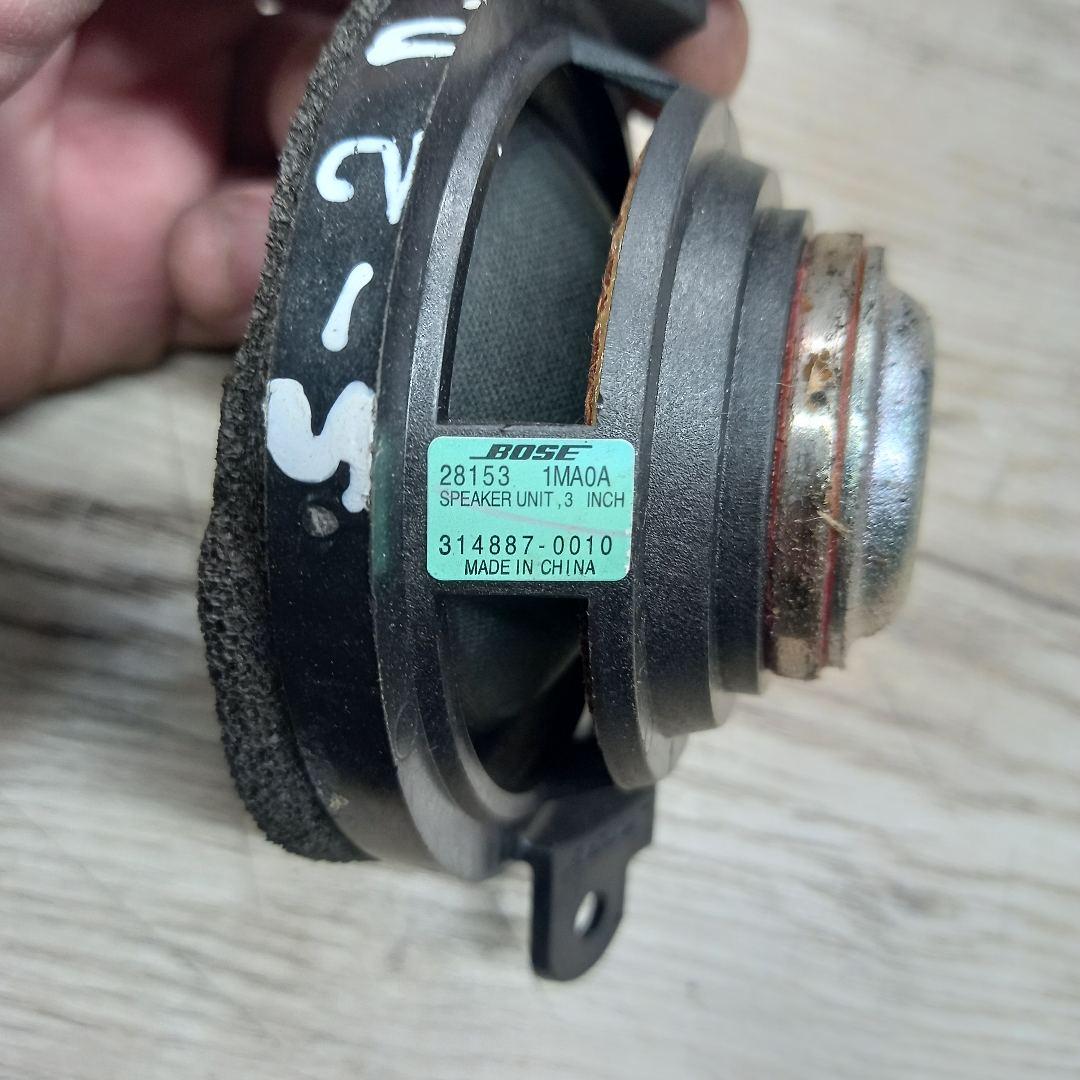 BOSE
28153 1MA0A
SPEAKER UNIT,3 INCH
314887-0010
MADE IN CHINA